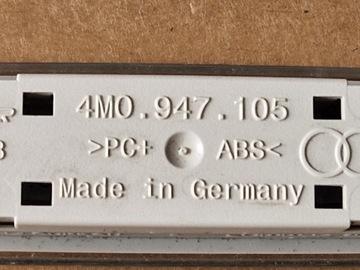 4M0.947.105
>PC+ ABS<
Made in Germany